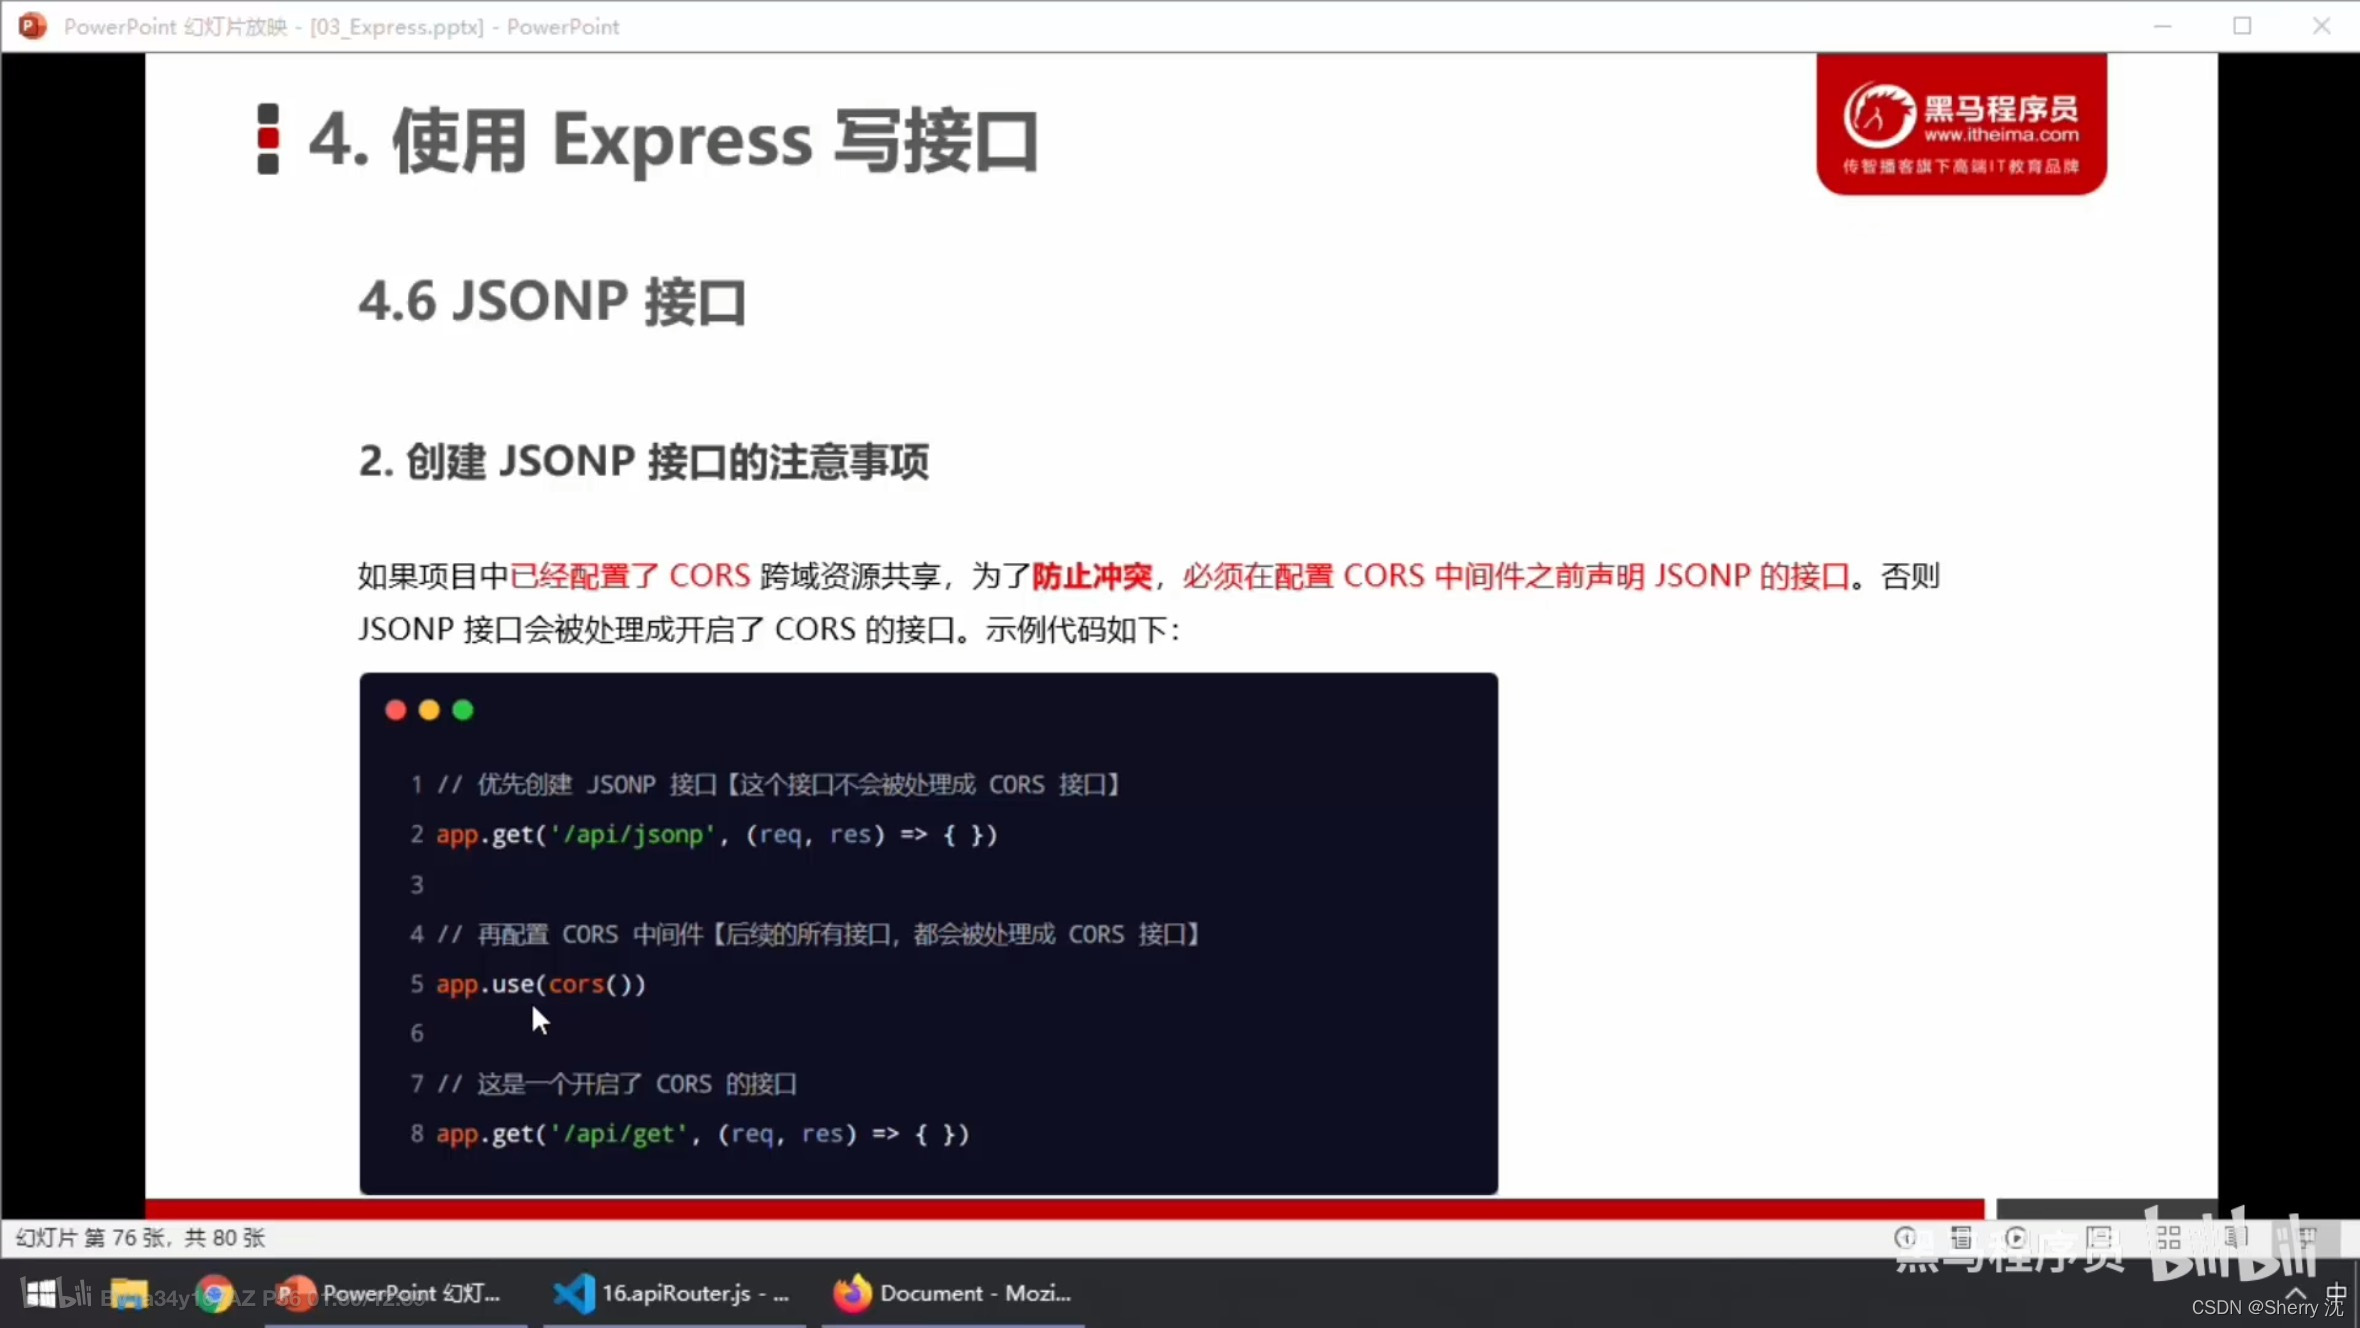 PowerPoint 幻灯片放映 - [03_Express.pptx] - PowerPoint
4. 使用 Express 写接口
黑马程序员
www.itheima.com
传智播客旗下高端IT教育品牌
4.6 JSONP 接口
2. 创建 JSONP 接口的注意事项
如果项目中已经配置了 CORS 跨域资源共享，为了防止冲突，必须在配置 CORS 中间件之前声明 JSONP 的接口。否则
JSONP 接口会被处理成开启了 CORS 的接口。示例代码如下：
1 // 优先创建 JSONP 接口【这个接口不会被处理成 CORS 接口】
2 app.get('/api/jsonp', (req, res) => { })
3
4 // 再配置 CORS 中间件【后续的所有接口，都会被处理成 CORS 接口】
5 app.use(cors())
6
7 // 这是一个开启了 CORS 的接口
8 app.get('/api/get', (req, res) => { })
幻灯片 第 76 张，共 80 张
黑马程序员 bilibili
bilibili
PowerPoint 幻灯...
16.apiRouter.js - ...
Document - Mozi...
中
CSDN @Sherry 沈